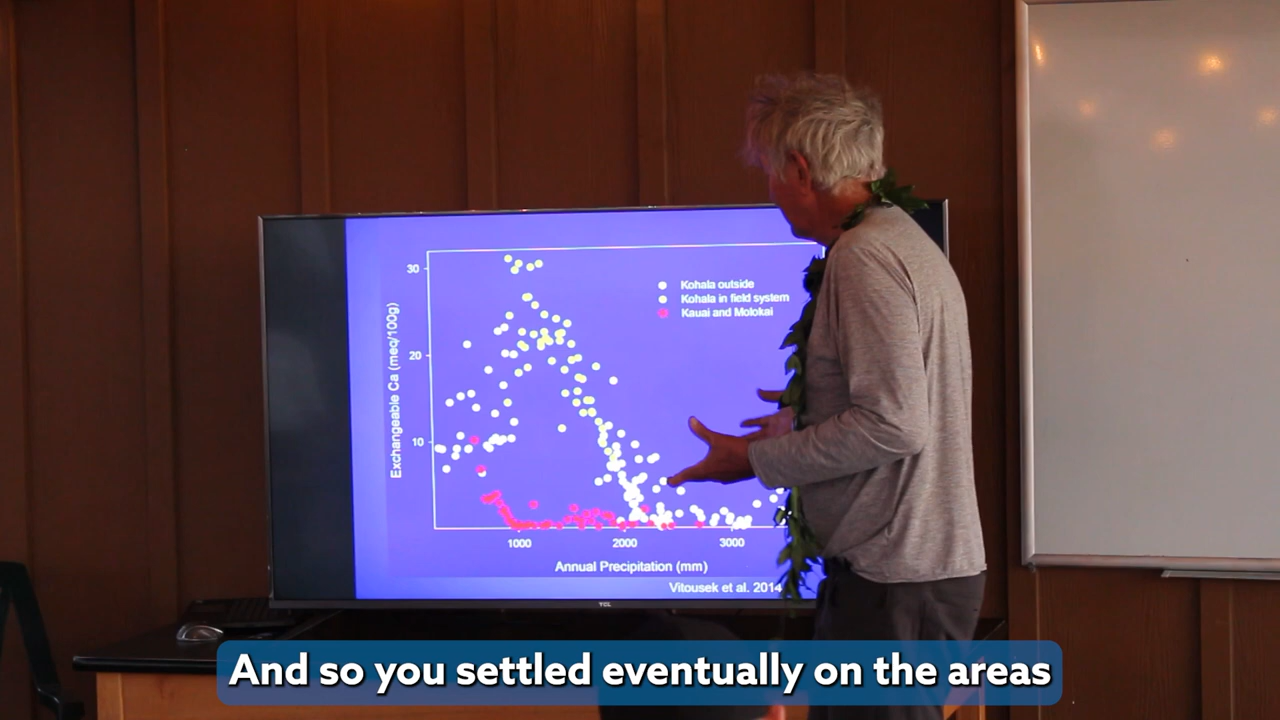 30
20
10
Exchangeable Ca (meq/100g)
Kohala outside
Kohala in field system
Kauai and Molokai
1000
2000
3000
Annual Precipitation (mm)
Vitousek et al. 2014
TCL
And so you settled eventually on the areas